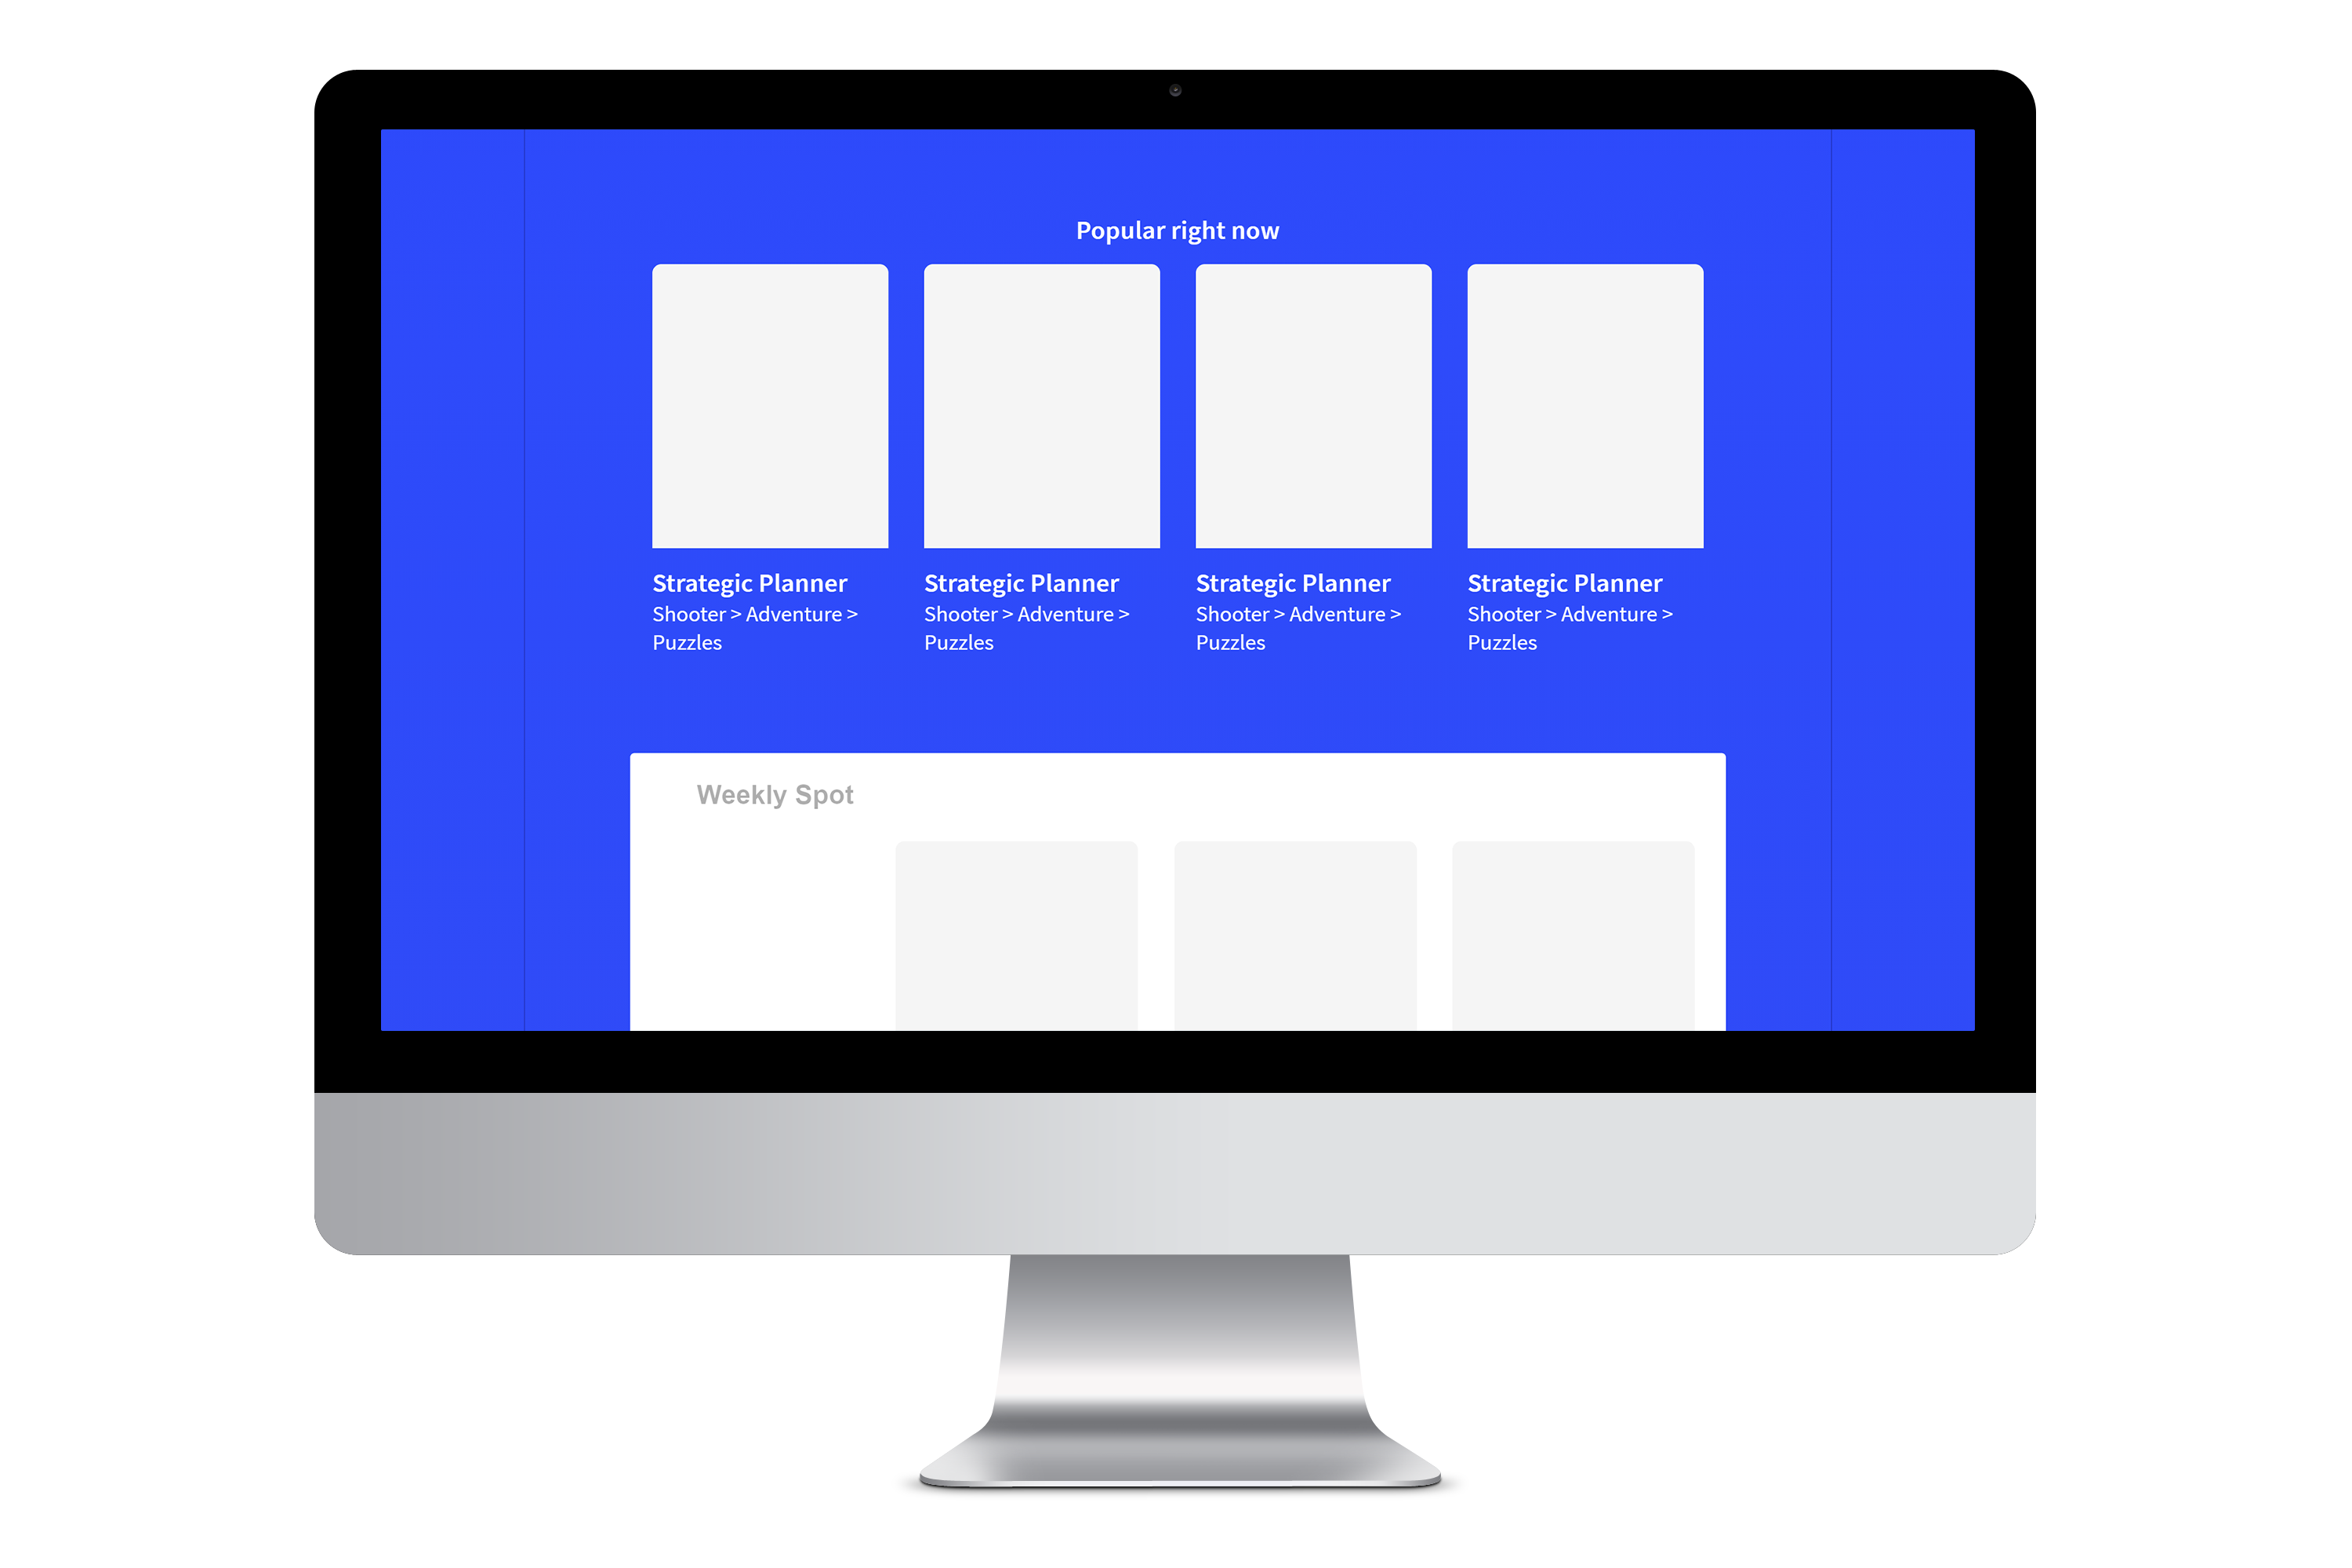 Popular right now
Strategic Planner
Shooter > Adventure >
Puzzles
Strategic Planner
Shooter > Adventure >
Puzzles
Strategic Planner
Shooter > Adventure >
Puzzles
Strategic Planner
Shooter > Adventure >
Puzzles
Weekly Spot